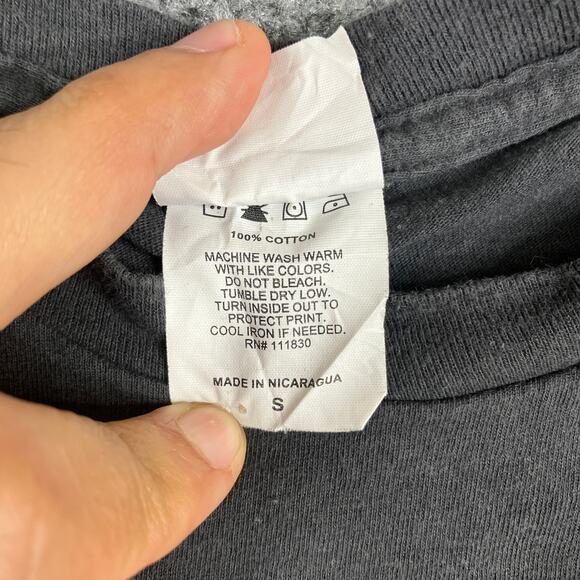 100% COTTON
MACHINE WASH WARM
WITH LIKE COLORS.
DO NOT BLEACH.
TUMBLE DRY LOW.
TURN INSIDE OUT TO
PROTECT PRINT.
COOL IRON IF NEEDED.
RN# 111830
MADE IN NICARAGUA
S